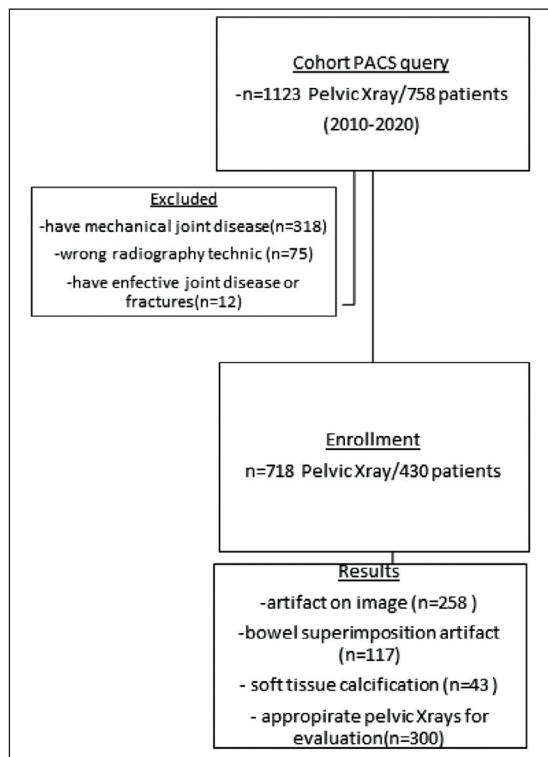 Cohort PACS query
-n=1123 Pelvic Xray/758 patients
(2010-2020)
Excluded
-have mechanical joint disease(n=318)
-wrong radiography technic (n=75)
-have enfective joint disease or
fractures(n=12)
Enrollment
n=718 Pelvic Xray/430 patients
Results
-artifact on image (n=258 )
-bowel superimposition artifact
(n=117)
- soft tissue calcification (n=43 )
- appropirate pelvic Xrays for
evaluation(n=300)